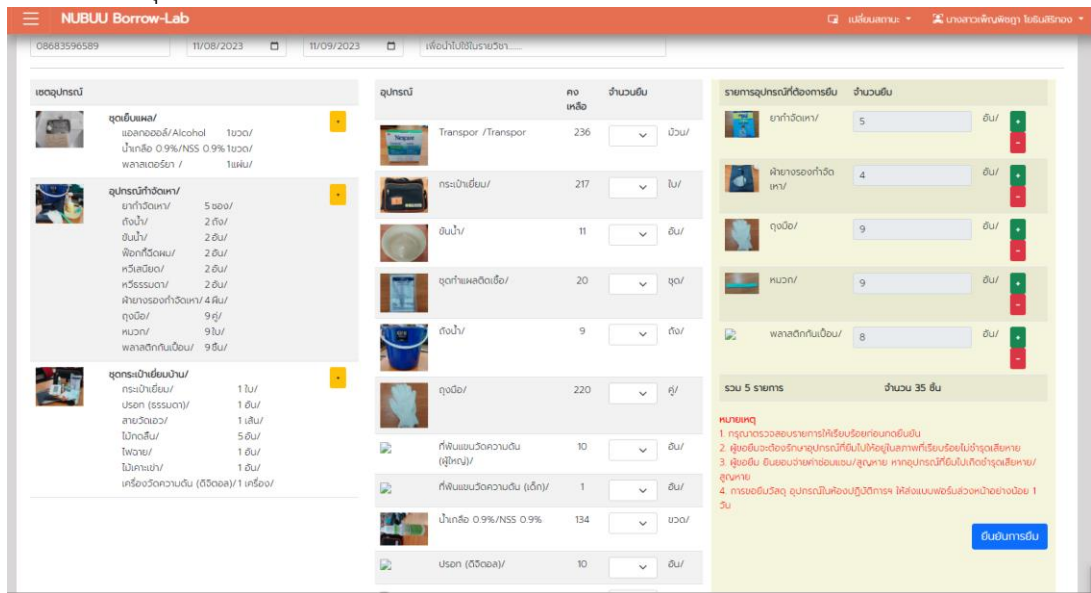 NUBUU Borrow-Lab
เปลี่ยนสถานะ
นางสาวเพ็ญพิชฎา โยธินสิริทอง
08683596589
11/08/2023
11/09/2023
เพื่อนำไปใช้ในรายวิชา......
เซตอุปกรณ์
ชุดเย็บแผล/
แอลกอฮอล์/Alcohol 1ขวด/
น้ำเกลือ 0.9%/NSS 0.9% 1ขวด/
พลาสเตอร์ยา / 1แผ่น/
+
อุปกรณ์กำจัดเหา/
ยากำจัดเหา/ 5 ซอง/
ถังน้ำ/ 2 ถัง/
ขันน้ำ/ 2 อัน/
ฟ๊อกกี้ฉีดผม/ 2 อัน/
หวีเสนียด/ 2 อัน/
หวีธรรมดา/ 2 อัน/
ผ้ายางรองกำจัดเหา/ 4 ผืน/
ถุงมือ/ 9 คู่/
หมวก/ 9 ใบ/
พลาสติกกันเปื้อน/ 9 ชิ้น/
+
ชุดกระเป๋าเยี่ยมบ้าน/
กระเป๋าเยี่ยม/ 1 ใบ/
ปรอท (ธรรมดา)/ 1 อัน/
สายวัดเอว/ 1 เส้น/
ไม้กดลิ้น/ 5 อัน/
ไฟฉาย/ 1 อัน/
ไม้เคาะเข่า/ 1 อัน/
เครื่องวัดความดัน (ดิจิตอล)/ 1 เครื่อง/
+
อุปกรณ์ คงเหลือ จำนวนยืม
Transpor /Transpor 236 ม้วน/
กระเป๋าเยี่ยม/ 217 ใบ/
ขันน้ำ/ 11 อัน/
ชุดทำแผลติดเชื้อ/ 20 ชุด/
ถังน้ำ/ 9 ถัง/
ถุงมือ/ 220 คู่/
ที่พันแขนวัดความดัน 10 อัน/
(ผู้ใหญ่)/
ที่พันแขนวัดความดัน (เด็ก)/ 1 อัน/
น้ำเกลือ 0.9%/NSS 0.9% 134 ขวด/
ปรอท (ดิจิตอล)/ 10 อัน/
รายการอุปกรณ์ที่ต้องการยืม จำนวนยืม
ยากำจัดเหา/ 5 อัน/ + -
ผ้ายางรองกำจัด 4 อัน/ + -
เหา/
ถุงมือ/ 9 อัน/ + -
หมวก/ 9 อัน/ + -
พลาสติกกันเปื้อน/ 8 อัน/ + -
รวม 5 รายการ จำนวน 35 ชิ้น
หมายเหตุ
1. กรุณาตรวจสอบรายการให้เรียบร้อยก่อนกดยืนยัน
2. ผู้ขอยืมจะต้องรักษาอุปกรณ์ที่ยืมไปให้อยู่ในสภาพที่เรียบร้อยไม่ชำรุดเสียหาย
3. ผู้ขอยืม ยินยอมจ่ายค่าซ่อมแซม/สูญหาย หากอุปกรณ์ที่ยืมไปเกิดชำรุดเสียหาย/
สูญหาย
4. การขอยืมวัสดุ อุปกรณ์ในห้องปฏิบัติการฯ ให้ส่งแบบฟอร์มล่วงหน้าอย่างน้อย 1
วัน
ยืนยันการยืม